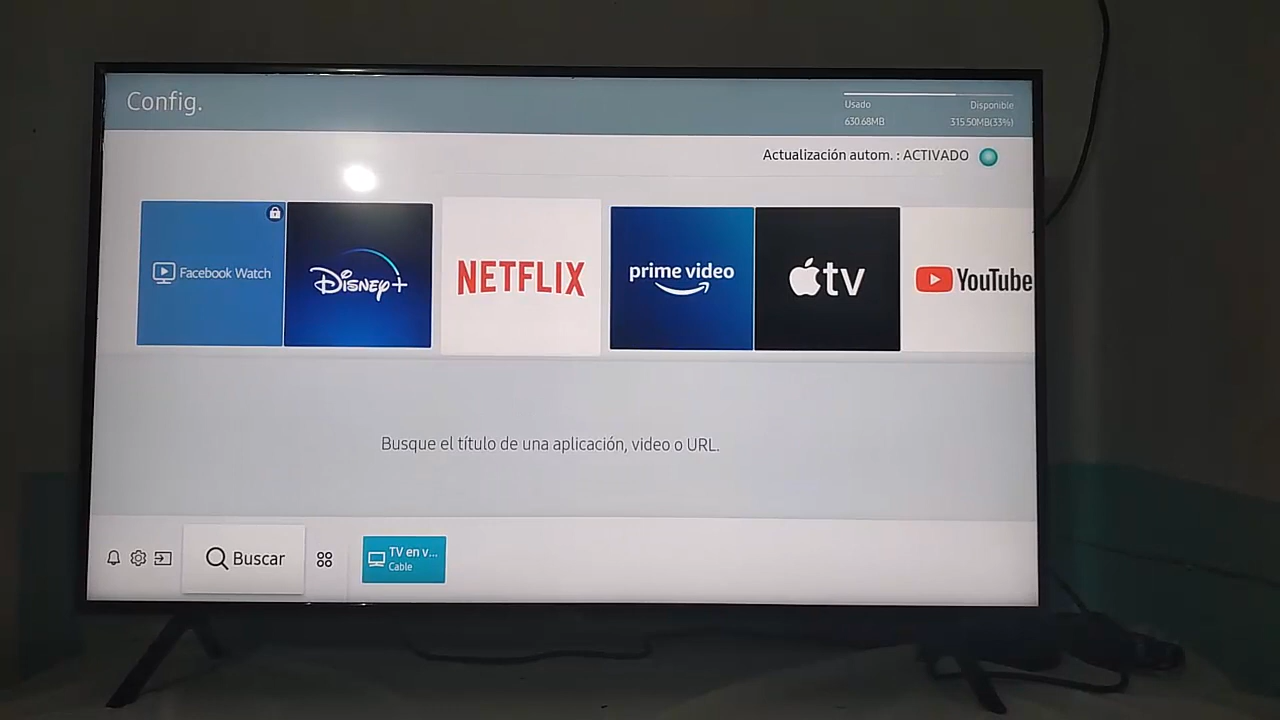 Config.
Usado Disponible
630.68MB 315.50MB(33%)
Actualización autom. : ACTIVADO
Facebook Watch
Disney+
NETFLIX
prime video
tv
YouTube
Busque el título de una aplicación, video o URL.
Buscar
TV en v...
Cable